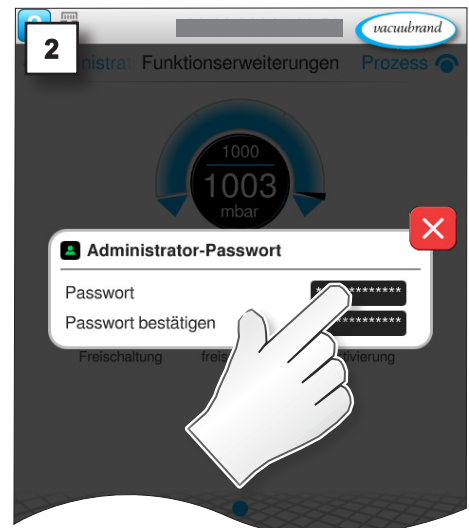 2
vacuubrand
Funktionserweiterungen Prozess
1000
1003
mbar
Administrator-Passwort
Passwort ************
Passwort bestätigen
Freischaltung